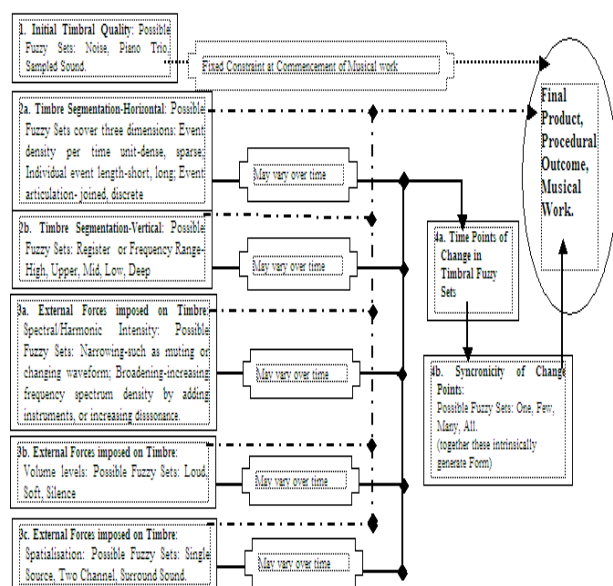 1. Initial Timbral Quality: Possible
Fuzzy Sets: Noise, Piano Trio,
Sampled Sound.
Fixed Constraint at Commencement of Musical work
Final
Product,
Procedural
Outcome,
Musical
Work.
2a. Timbre Segmentation-Horizontal: Possible
Fuzzy Sets cover three dimensions: Event
density per time unit-dense, sparse;
Individual event length-short, long; Event
articulation- joined, discrete
May vary over time
2b. Timbre Segmentation-Vertical: Possible
Fuzzy Sets: Register or Frequency Range-
High, Upper, Mid, Low, Deep
May vary over time
4a. Time Points of
Change in
Timbral Fuzzy
Sets
3a. External Forces imposed on Timbre:
Spectral/Harmonic Intensity: Possible
Fuzzy Sets: Narrowing-such as muting or
changing waveform; Broadening-increasing
frequency spectrum density by adding
instruments, or increasing disssonance.
May vary over time
4b. Syncronicity of Change
Points:
Possible Fuzzy Sets: One, Few,
Many, All.
(together these intrinsically
generate Form)
3b. External Forces imposed on Timbre:
Volume levels: Possible Fuzzy Sets: Loud,
Soft, Silence
May vary over time
3c. External Forces imposed on Timbre:
Spatialisation: Possible Fuzzy Sets: Single
Source, Two Channel, Surround Sound.
May vary over time